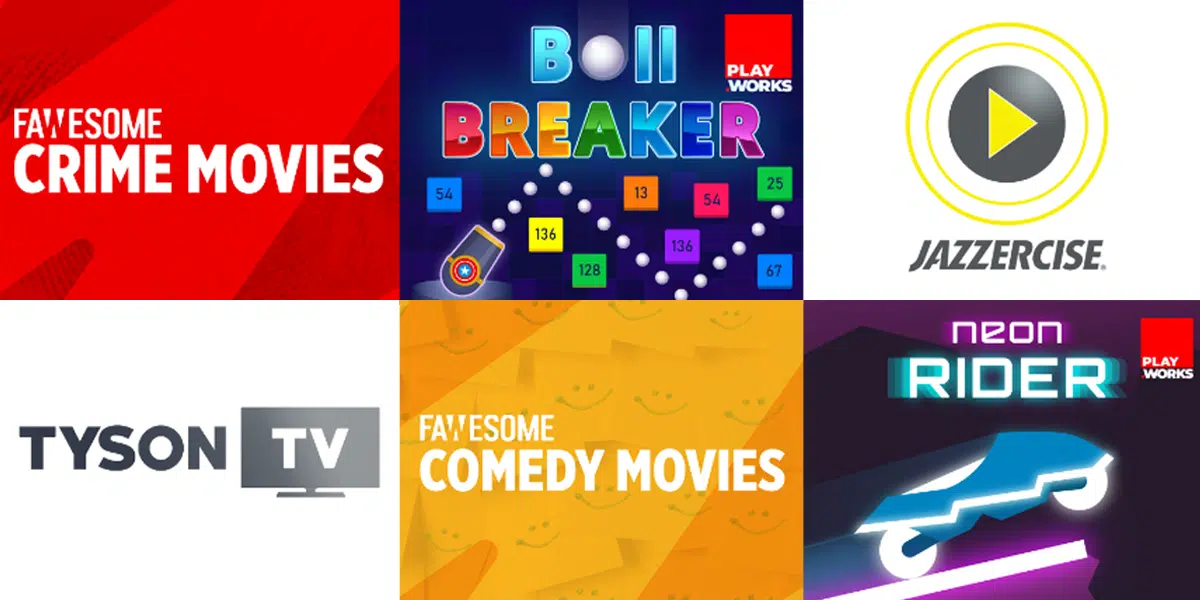 FAWESOME
CRIME MOVIES
Ball
BREAKER
PLAY
.WORKS
54
13
54
25
136
136
128
67
JAZZERCISE.
TYSON TV
FAWESOME
COMEDY MOVIES
neon
RIDER
PLAY
.WORKS